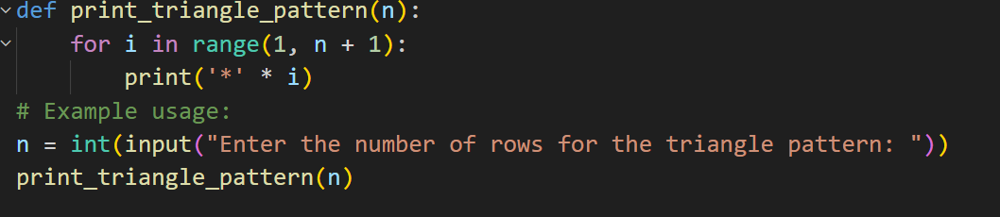 def print_triangle_pattern(n):
    for i in range(1, n + 1):
        print('*' * i)
# Example usage:
n = int(input("Enter the number of rows for the triangle pattern: "))
print_triangle_pattern(n)